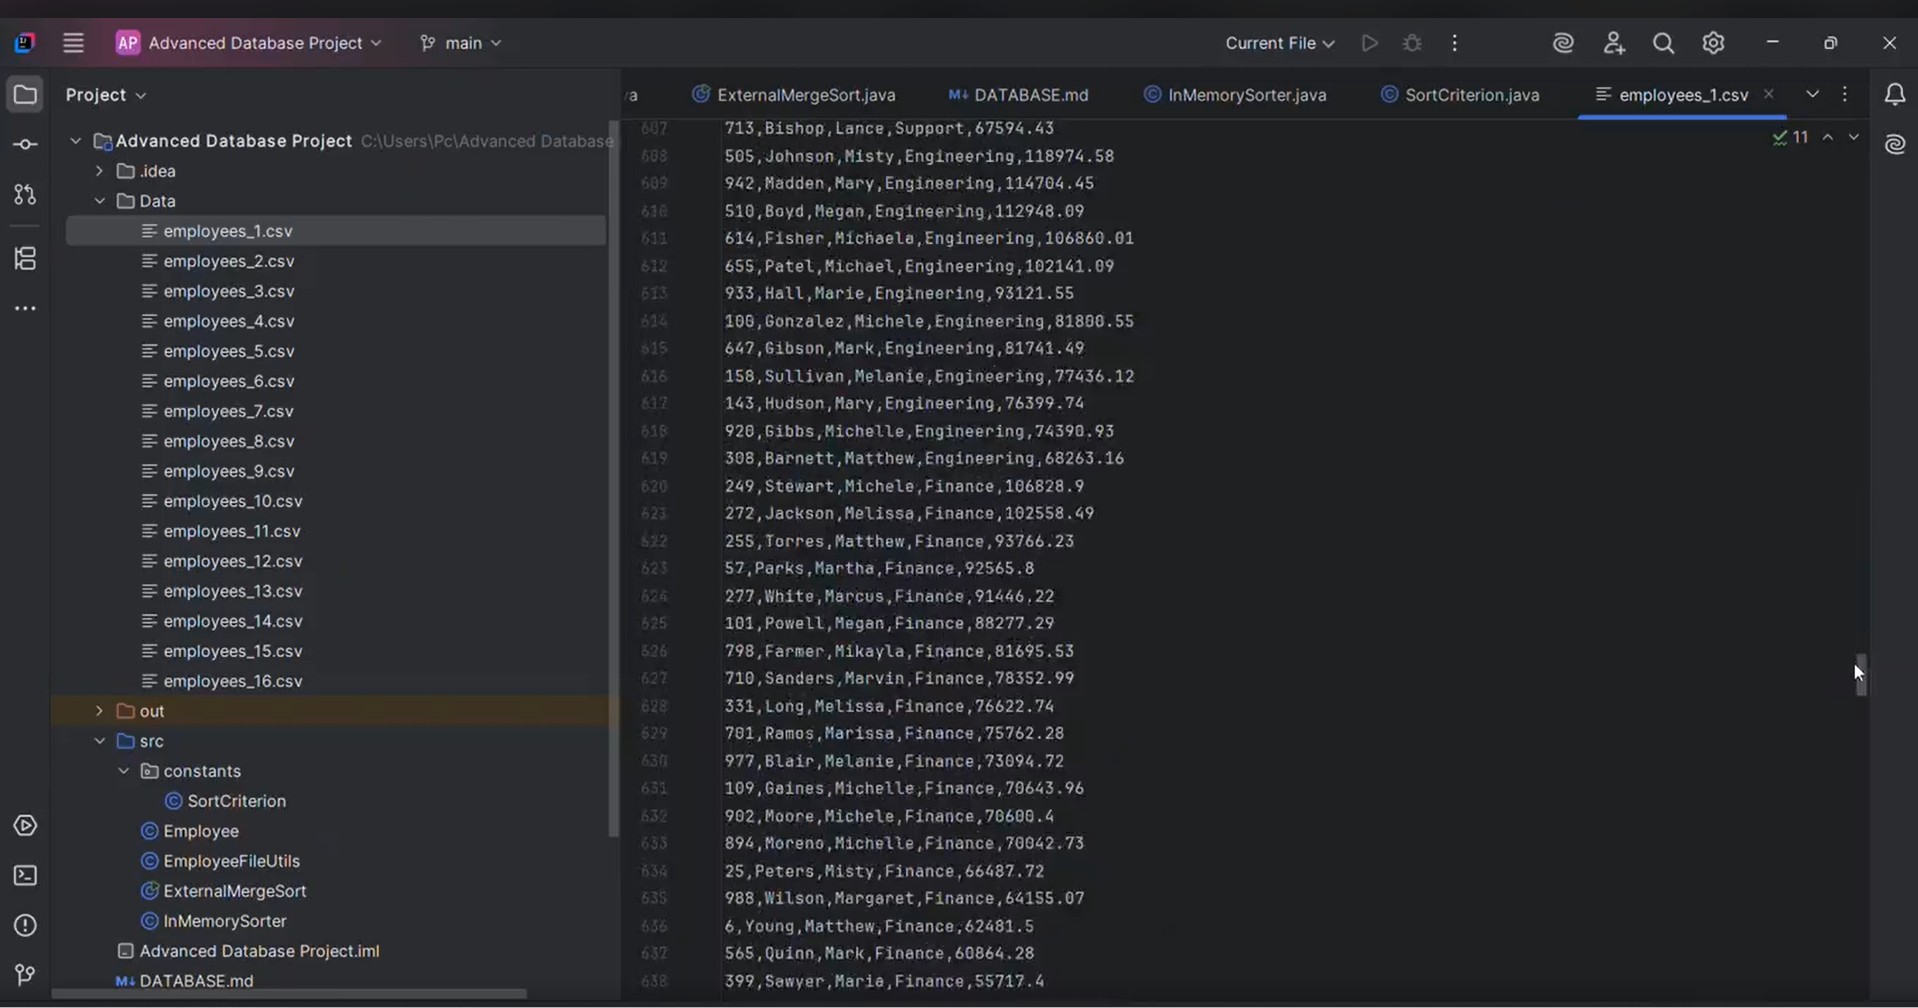 AP Advanced Database Project
main
Current File
Project
va
ExternalMergeSort.java
DATABASE.md
InMemorySorter.java
SortCriterion.java
employees_1.csv
11
Advanced Database Project C:\Users\Pc\Advanced Database
.idea
Data
employees_1.csv
employees_2.csv
employees_3.csv
employees_4.csv
employees_5.csv
employees_6.csv
employees_7.csv
employees_8.csv
employees_9.csv
employees_10.csv
employees_11.csv
employees_12.csv
employees_13.csv
employees_14.csv
employees_15.csv
employees_16.csv
out
src
constants
SortCriterion
Employee
EmployeeFileUtils
ExternalMergeSort
InMemorySorter
Advanced Database Project.iml
M↓ DATABASE.md
607 713,Bishop,Lance,Support,67594.43
608 505,Johnson,Misty,Engineering,118974.58
609 942,Madden,Mary,Engineering,114704.45
610 510,Boyd,Megan,Engineering,112948.09
611 614,Fisher,Michaela,Engineering,106860.01
612 655,Patel,Michael,Engineering,102141.09
613 933,Hall,Marie,Engineering,93121.55
614 100,Gonzalez,Michele,Engineering,81800.55
615 647,Gibson,Mark,Engineering,81741.49
616 158,Sullivan,Melanie,Engineering,77436.12
617 143,Hudson,Mary,Engineering,76399.74
618 920,Gibbs,Michelle,Engineering,74390.93
619 308,Barnett,Matthew,Engineering,68263.16
620 249,Stewart,Michele,Finance,106828.9
621 272,Jackson,Melissa,Finance,102558.49
622 255,Torres,Matthew,Finance,93766.23
623 57,Parks,Martha,Finance,92565.8
624 277,White,Marcus,Finance,91446.22
625 101,Powell,Megan,Finance,88277.29
626 798,Farmer,Mikayla,Finance,81695.53
627 710,Sanders,Marvin,Finance,78352.99
628 331,Long,Melissa,Finance,76622.74
629 701,Ramos,Marissa,Finance,75762.28
630 977,Blair,Melanie,Finance,73094.72
631 109,Gaines,Michelle,Finance,70643.96
632 902,Moore,Michele,Finance,70600.4
633 894,Moreno,Michelle,Finance,70042.73
634 25,Peters,Misty,Finance,66487.72
635 988,Wilson,Margaret,Finance,64155.07
636 6,Young,Matthew,Finance,62481.5
637 565,Quinn,Mark,Finance,60864.28
638 399,Sawyer,Maria,Finance,55717.4